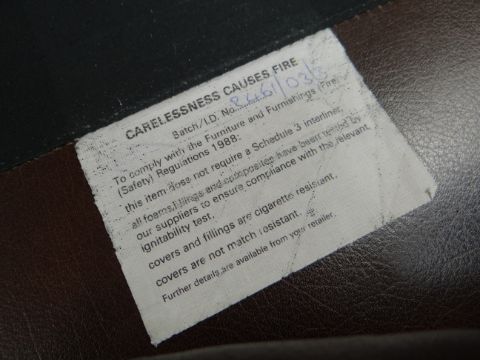 CARELESSNESS CAUSES FIRE
Batch/I.D. No. 8461/03/
To comply with the Furniture and Furnishings (Fire)
(Safety) Regulations 1988:
this item does not require a Schedule 3 interliner,
all foams, fillings and composites have been tested by
our suppliers to ensure compliance with the relevant
ignitability test.
covers and fillings are cigarette resistant,
covers are not match resistant.
Further details are available from your retailer.